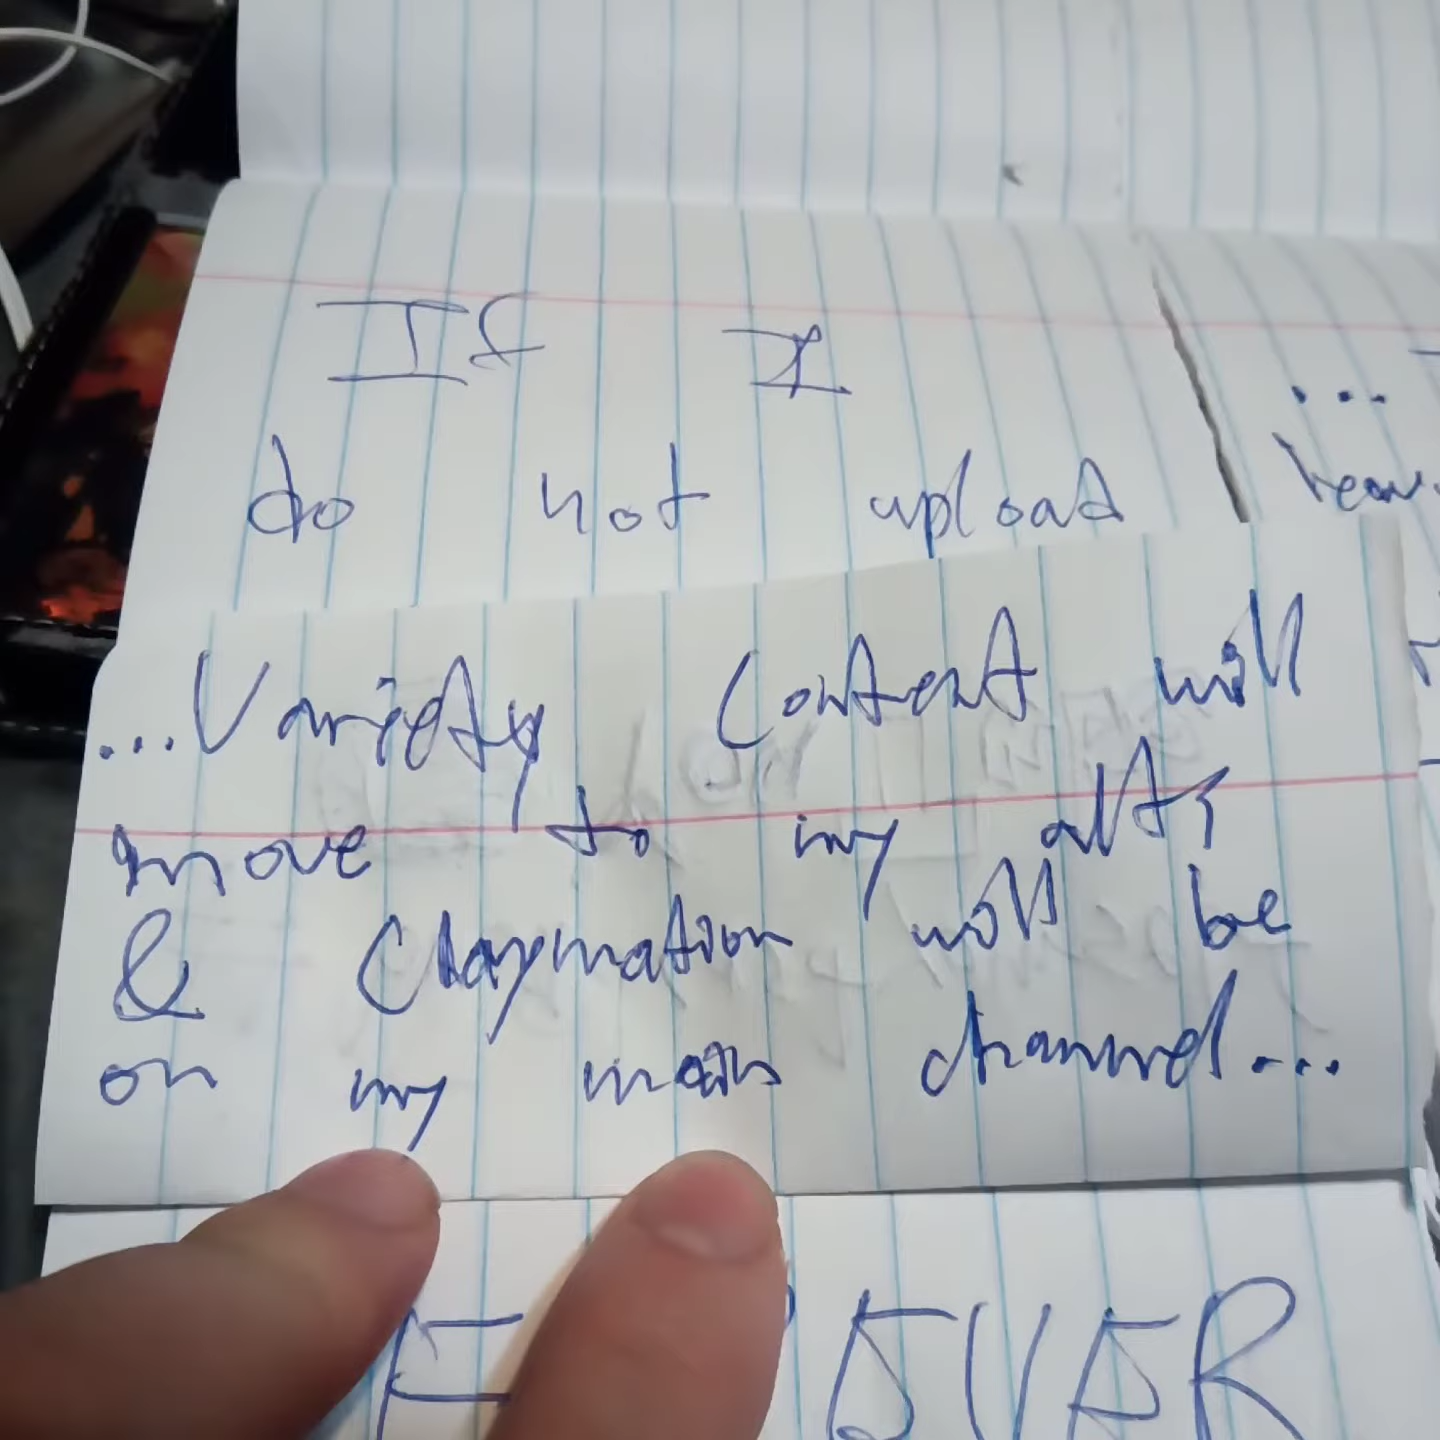 If I
do not upload
...Variety Content will
move to my alts
& Claymation will be
on my main channel...